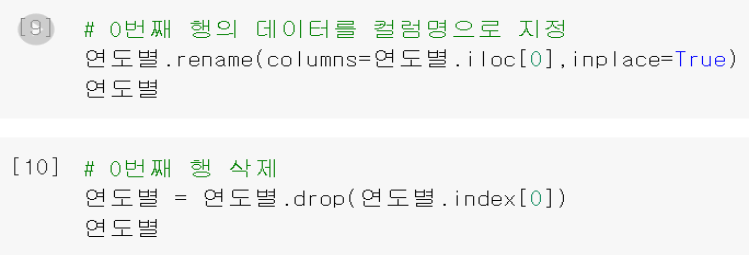 [9] # 0번째 행의 데이터를 컬럼명으로 지정
연도별.rename(columns=연도별.iloc[0],inplace=True)
연도별
[10] # 0번째 행 삭제
연도별 = 연도별.drop(연도별.index[0])
연도별